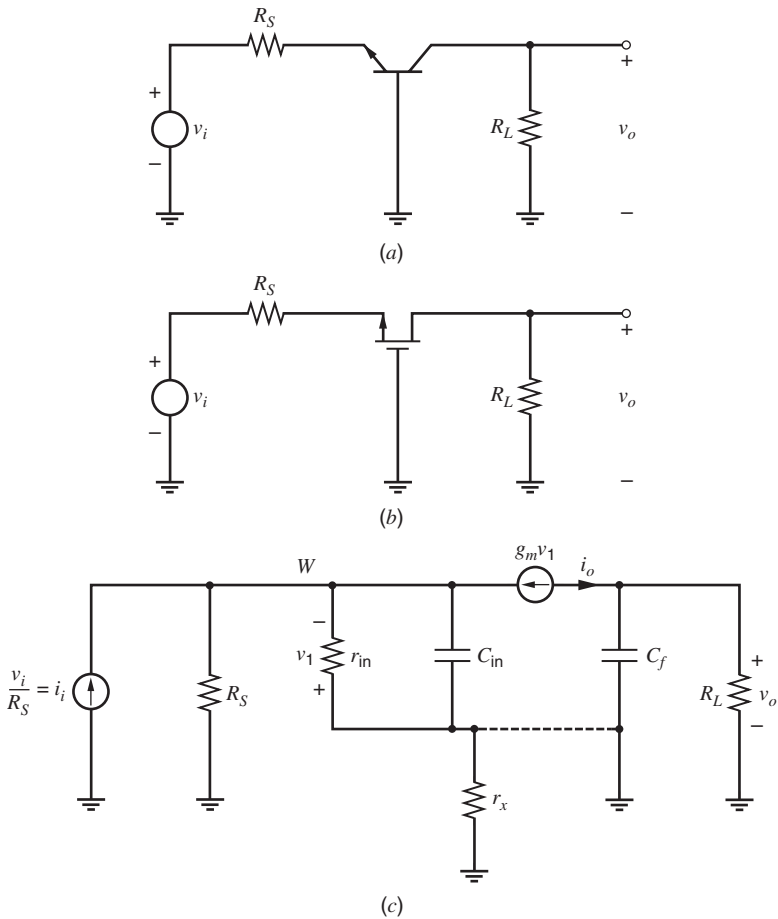 R_S
+
v_i
−
R_L
+
v_o
−
(a)
R_S
+
v_i
−
R_L
+
v_o
−
(b)
g_m v_1
W
i_o
v_i / R_S = i_i
R_S
−
v_1
+
r_in
C_in
C_f
R_L
+
v_o
−
r_x
(c)